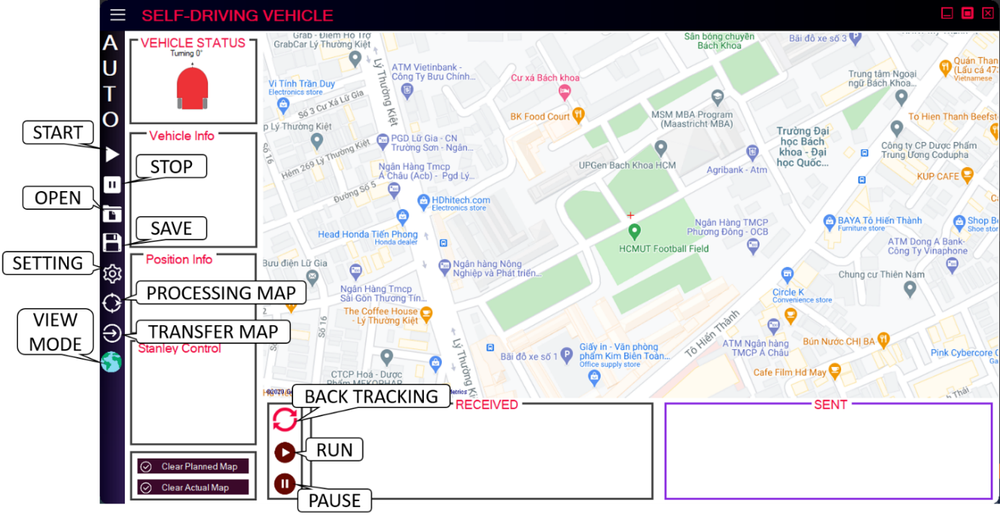 SELF-DRIVING VEHICLE
A
U
T
O
START
STOP
OPEN
SAVE
SETTING
PROCESSING MAP
VIEW
MODE
TRANSFER MAP
VEHICLE STATUS
Turning 0°
Vehicle Info
Position Info
Stanley Control
Clear Planned Map
Clear Actual Map
Grab - Điểm Hỗ Trợ
GrabCar Lý Thường Kiệt
Sân bóng chuyền
Bách Khoa
Bãi đỗ xe số 3
Lý Thường Kiệt
ATM Vietinbank -
Công Ty Bưu Chính...
Cư xá Bách khoa
Quán Than
(Lẩu cá 47:
Vietnamese
Vi Tính Trần Duy
Electronics store
Trung tâm Ngoại
ngữ Bách Khoa...
Số 3 Cư Xá Lữ Gia
BK Food Court
MSM MBA Program
(Maastricht MBA)
To Hien Thanh Beefst
p Lý Thường Kiệt
Trường Đại
học Bách
khoa - Đại
học Quốc...
PGD Lữ Gia - CN
Trường Sơn - Ngân...
Số 16
Hẻm 269 Lý Thường Kiệt
Công ty CP Dược Phẩm
Trung Ương Codupha
UPGen Bach Khoa HCM
Agribank - Atm
Ngân Hàng Tmcp
Á Châu (Acb) - Pgd Lý...
KUP CAFE
Đường Số 5
HDhitech.com
Electronics store
Head Honda Tiến Phong
Honda dealer
Ngân Hàng TMCP
Phương Đông - OCB
BAYA Tô Hiến Thành
Furniture store
Shop B
Shoe stor
HCMUT Football Field
ATM Dong A Bank-
Công Ty Vinaphone
Bưu điện Lữ Gia
Ngân hàng Nông
Nghiệp và Phát triển...
Chung cư Thiên Nam
Ngân Hàng Tmcp
Sài Gòn Thương Tín...
Circle K
Convenience store
The Coffee House
- Lý Thường Kiệt
Số 16
Tô Hiến Thành
ATM Ngân hàng
TMCP Á Châu
Bún Nước CHỊ BA
Pink Cybercore
Bãi đỗ xe số 1
Giấy in - Văn phòng
phẩm Kim Biên Toàn...
Office supply store
Lý Thường
CTCP Hoá - Dược
Phẩm MEKOPHAR
Cafe Film Hd May
Thái
©2020
Metrics
BACK TRACKING
RUN
PAUSE
RECEIVED
SENT